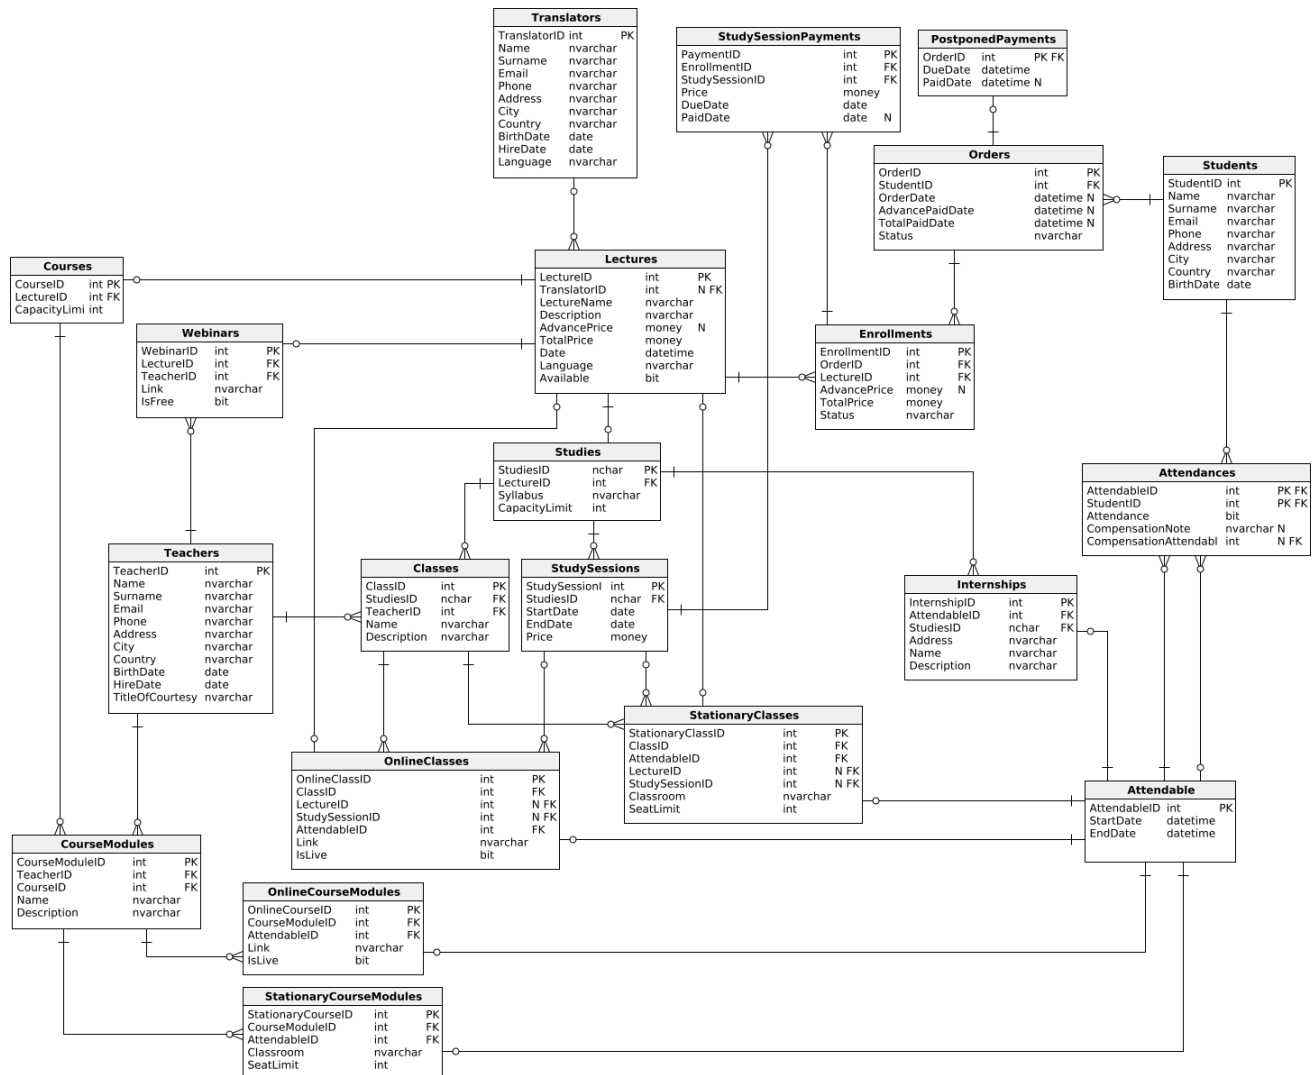 Translators
TranslatorID int PK
Name nvarchar
Surname nvarchar
Email nvarchar
Phone nvarchar
Address nvarchar
City nvarchar
Country nvarchar
BirthDate date
HireDate date
Language nvarchar
StudySessionPayments
PaymentID int PK
EnrollmentID int FK
StudySessionID int FK
Price money
DueDate date
PaidDate date N
PostponedPayments
OrderID int PK FK
DueDate datetime
PaidDate datetime N
Orders
OrderID int PK
StudentID int FK
OrderDate datetime N
AdvancePaidDate datetime N
TotalPaidDate datetime N
Status nvarchar
Students
StudentID int PK
Name nvarchar
Surname nvarchar
Email nvarchar
Phone nvarchar
Address nvarchar
City nvarchar
Country nvarchar
BirthDate date
Courses
CourseID int PK
LectureID int FK
CapacityLimi int
Lectures
LectureID int PK
TranslatorID int N FK
LectureName nvarchar
Description nvarchar
AdvancePrice money N
TotalPrice money
Date datetime
Language nvarchar
Available bit
Webinars
WebinarID int PK
LectureID int FK
TeacherID int FK
Link nvarchar
IsFree bit
Enrollments
EnrollmentID int PK
OrderID int FK
LectureID int FK
AdvancePrice money N
TotalPrice money
Status nvarchar
Studies
StudiesID nchar PK
LectureID int FK
Syllabus nvarchar
CapacityLimit int
Attendances
AttendableID int PK FK
StudentID int PK FK
Attendance bit
CompensationNote nvarchar N
CompensationAttendabl int N FK
Teachers
TeacherID int PK
Name nvarchar
Surname nvarchar
Email nvarchar
Phone nvarchar
Address nvarchar
City nvarchar
Country nvarchar
BirthDate date
HireDate date
TitleOfCourtesy nvarchar
Classes
ClassID int PK
StudiesID nchar FK
TeacherID int FK
Name nvarchar
Description nvarchar
StudySessions
StudySessionI int PK
StudiesID nchar FK
StartDate date
EndDate date
Price money
Internships
InternshipID int PK
AttendableID int FK
StudiesID nchar FK
Address nvarchar
Name nvarchar
Description nvarchar
StationaryClasses
StationaryClassID int PK
ClassID int FK
AttendableID int FK
LectureID int N FK
StudySessionID int N FK
Classroom nvarchar
SeatLimit int
OnlineClasses
OnlineClassID int PK
ClassID int FK
LectureID int N FK
StudySessionID int N FK
AttendableID int FK
Link nvarchar
IsLive bit
Attendable
AttendableID int PK
StartDate datetime
EndDate datetime
CourseModules
CourseModuleID int PK
TeacherID int FK
CourseID int FK
Name nvarchar
Description nvarchar
OnlineCourseModules
OnlineCourseID int PK
CourseModuleID int FK
AttendableID int FK
Link nvarchar
IsLive bit
StationaryCourseModules
StationaryCourseID int PK
CourseModuleID int FK
AttendableID int FK
Classroom nvarchar
SeatLimit int